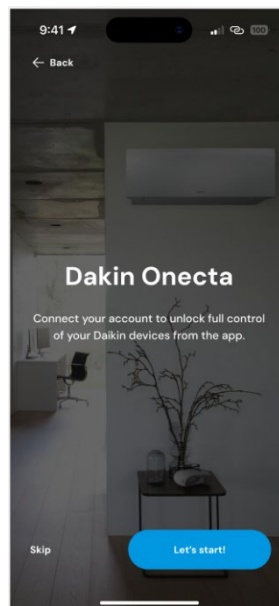 9:41
100
← Back
Dakin Onecta
Connect your account to unlock full control
of your Daikin devices from the app.
Skip
Let's start!